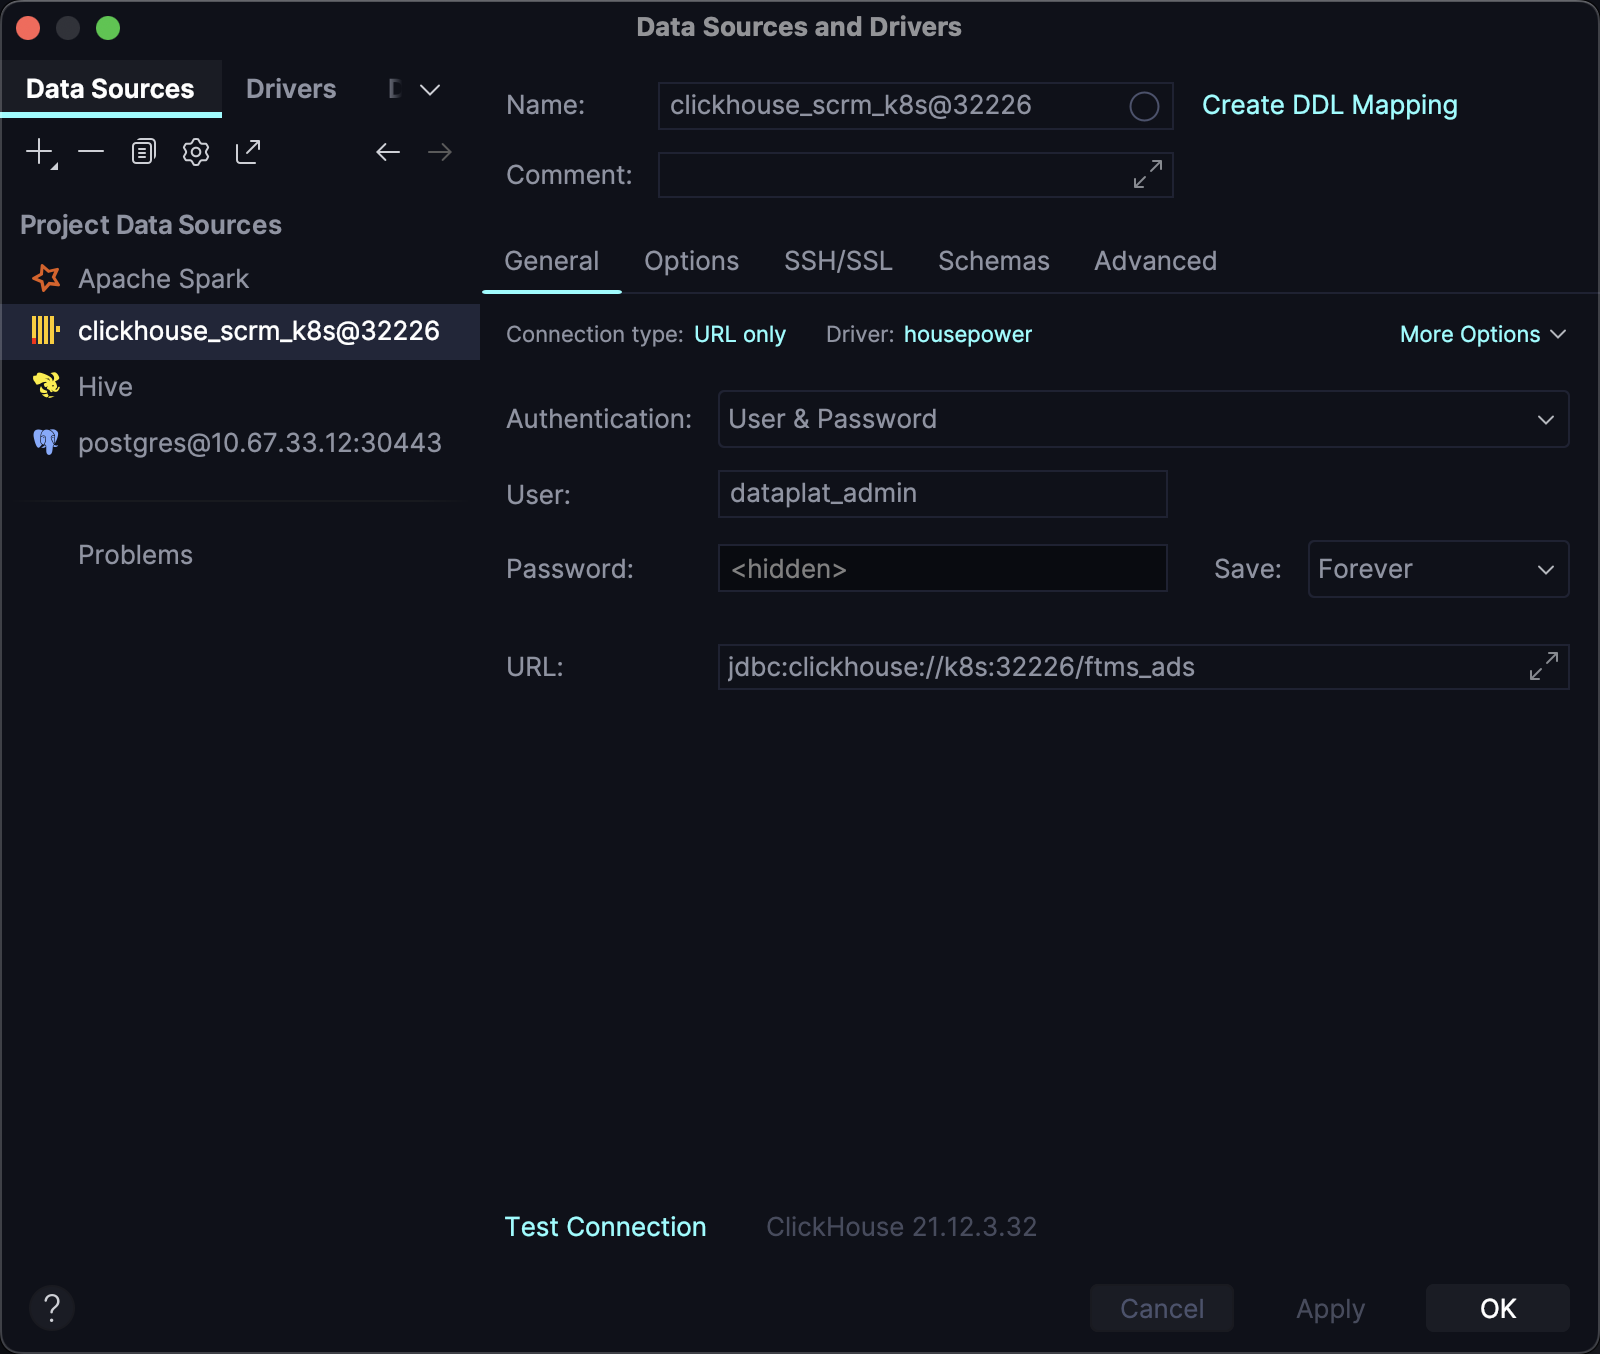 Data Sources and Drivers
Data Sources
Drivers
Project Data Sources
Apache Spark
clickhouse_scrm_k8s@32226
Hive
postgres@10.67.33.12:30443
Problems
Name: clickhouse_scrm_k8s@32226 Create DDL Mapping
Comment:
General Options SSH/SSL Schemas Advanced
Connection type: URL only Driver: housepower More Options
Authentication: User & Password
User: dataplat_admin
Password: <hidden> Save: Forever
URL: jdbc:clickhouse://k8s:32226/ftms_ads
Test Connection ClickHouse 21.12.3.32
? Cancel Apply OK